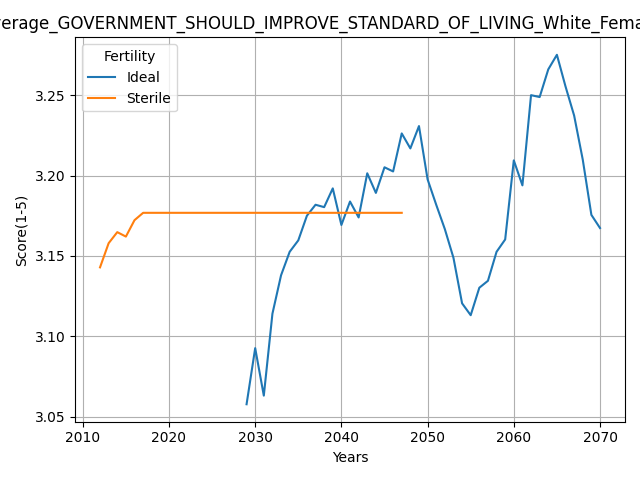 verage_GOVERNMENT_SHOULD_IMPROVE_STANDARD_OF_LIVING_White_Fema
Fertility
Ideal
Sterile
3.25
3.20
3.15
3.10
3.05
Score(1-5)
2010 2020 2030 2040 2050 2060 2070
Years